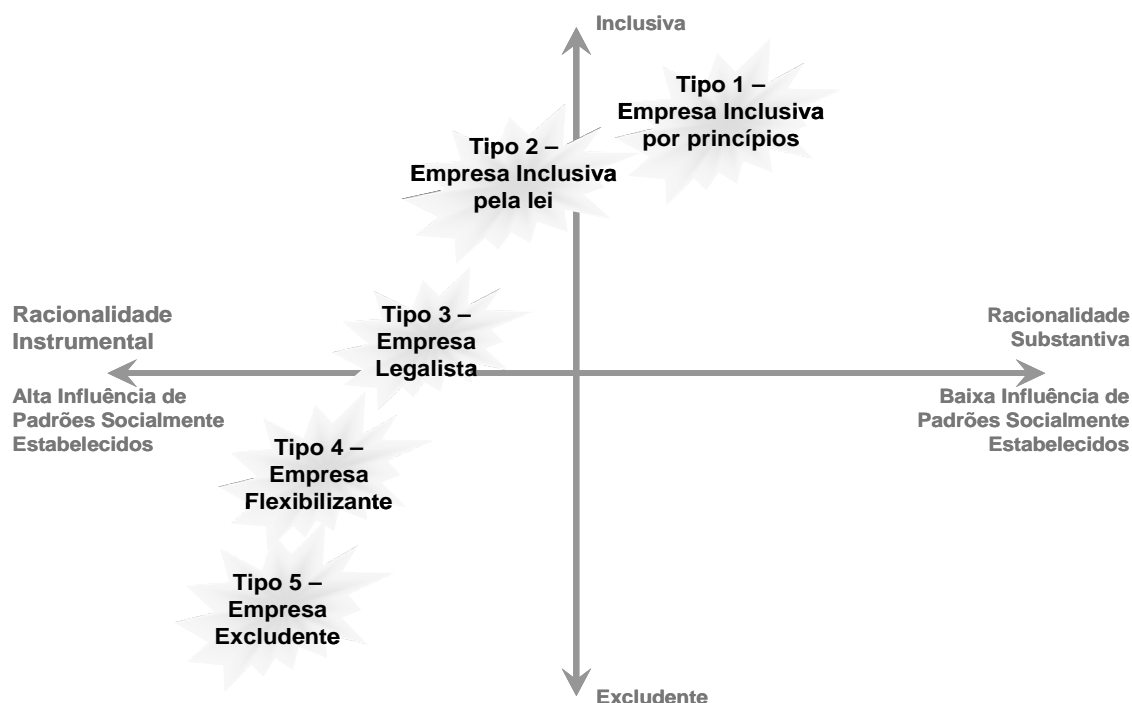 Inclusiva
Tipo 1 –
Empresa Inclusiva
por princípios
Tipo 2 –
Empresa Inclusiva
pela lei
Tipo 3 –
Empresa
Legalista
Racionalidade
Instrumental
Alta Influência de
Padrões Socialmente
Estabelecidos
Racionalidade
Substantiva
Baixa Influência de
Padrões Socialmente
Estabelecidos
Tipo 4 –
Empresa
Flexibilizante
Tipo 5 –
Empresa
Excludente
Excludente